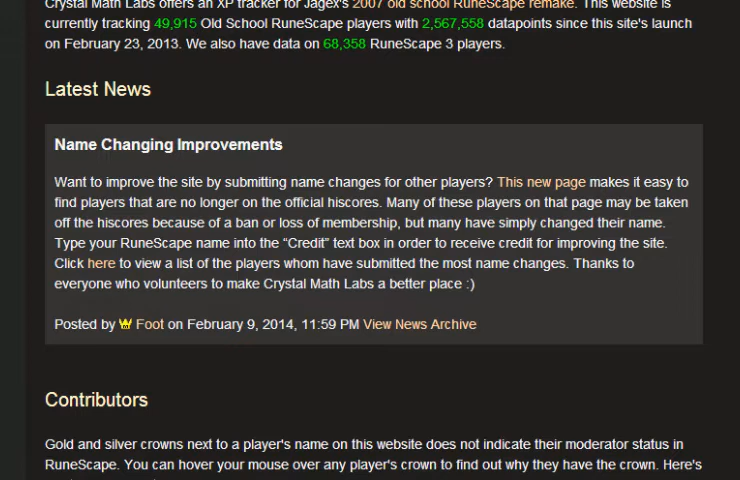 Crystal Math Labs offers an XP tracker for Jagex's 2007 old school RuneScape remake. This website is
currently tracking 49,915 Old School RuneScape players with 2,567,558 datapoints since this site's launch
on February 23, 2013. We also have data on 68,358 RuneScape 3 players.
Latest News
Name Changing Improvements
Want to improve the site by submitting name changes for other players? This new page makes it easy to
find players that are no longer on the official hiscores. Many of these players on that page may be taken
off the hiscores because of a ban or loss of membership, but many have simply changed their name.
Type your RuneScape name into the “Credit” text box in order to receive credit for improving the site.
Click here to view a list of the players whom have submitted the most name changes. Thanks to
everyone who volunteers to make Crystal Math Labs a better place :)
Posted by Foot on February 9, 2014, 11:59 PM View News Archive
Contributors
Gold and silver crowns next to a player's name on this website does not indicate their moderator status in
RuneScape. You can hover your mouse over any player's crown to find out why they have the crown. Here's